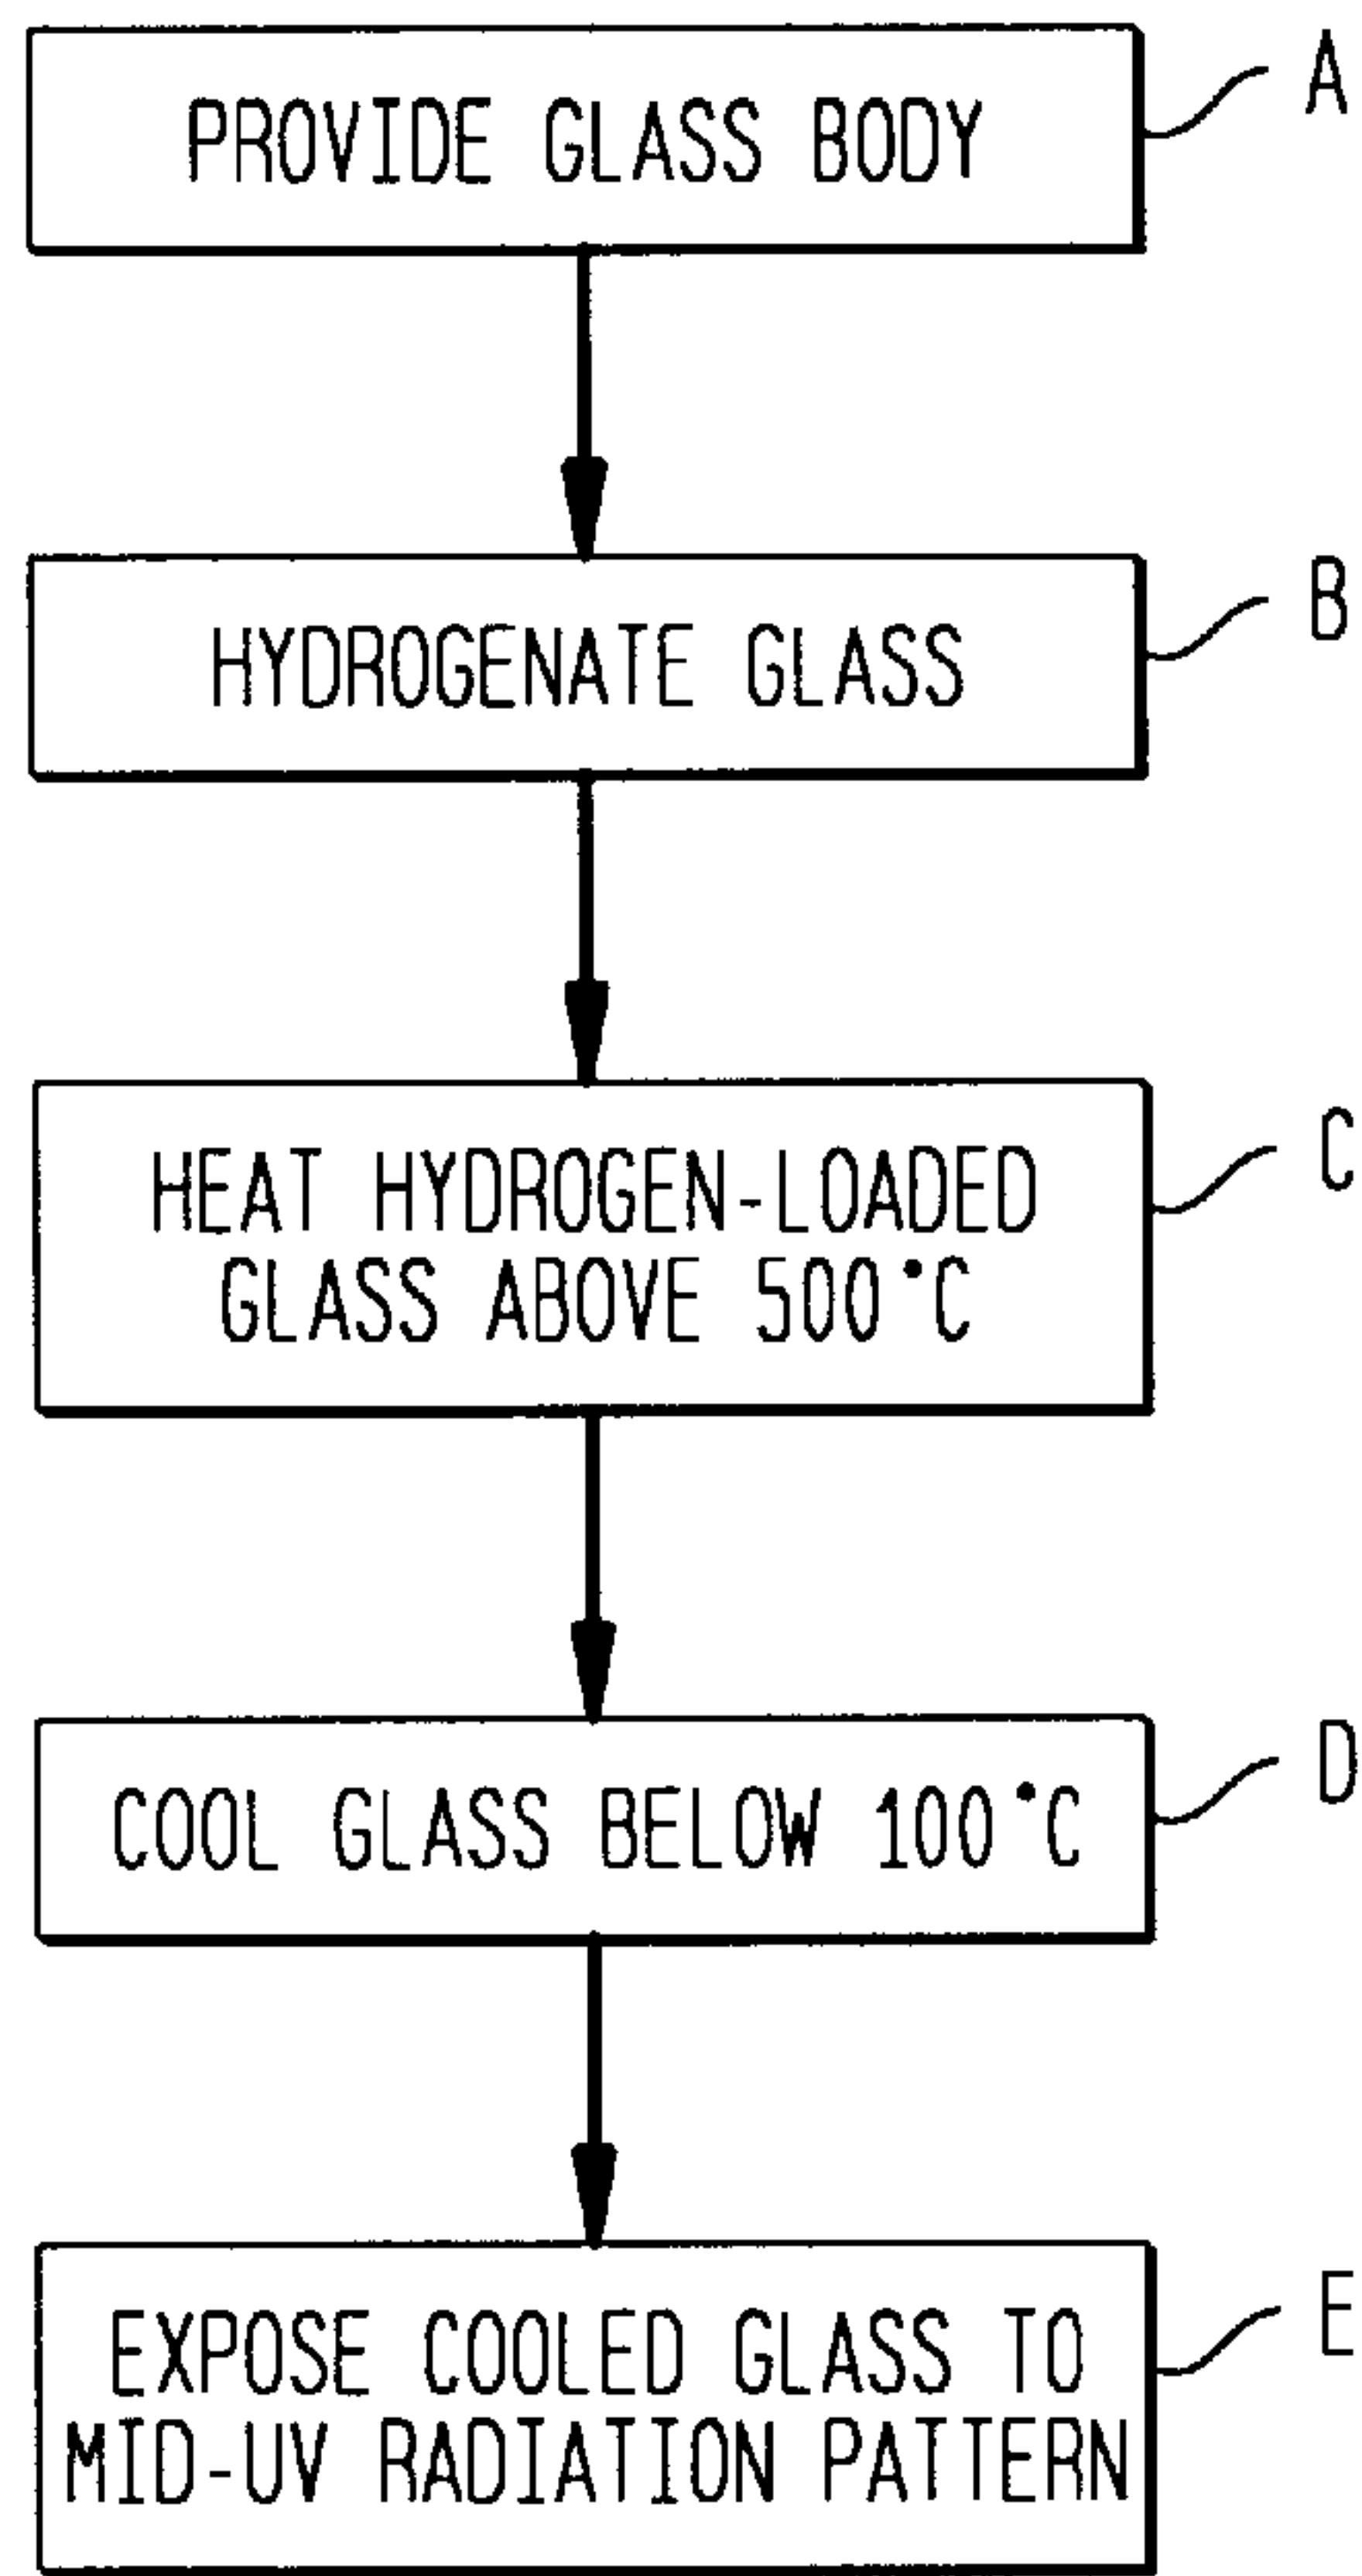 PROVIDE GLASS BODY
A
HYDROGENATE GLASS
B
HEAT HYDROGEN-LOADED
GLASS ABOVE 500°C
C
COOL GLASS BELOW 100°C
D
EXPOSE COOLED GLASS TO
MID-UV RADIATION PATTERN
E